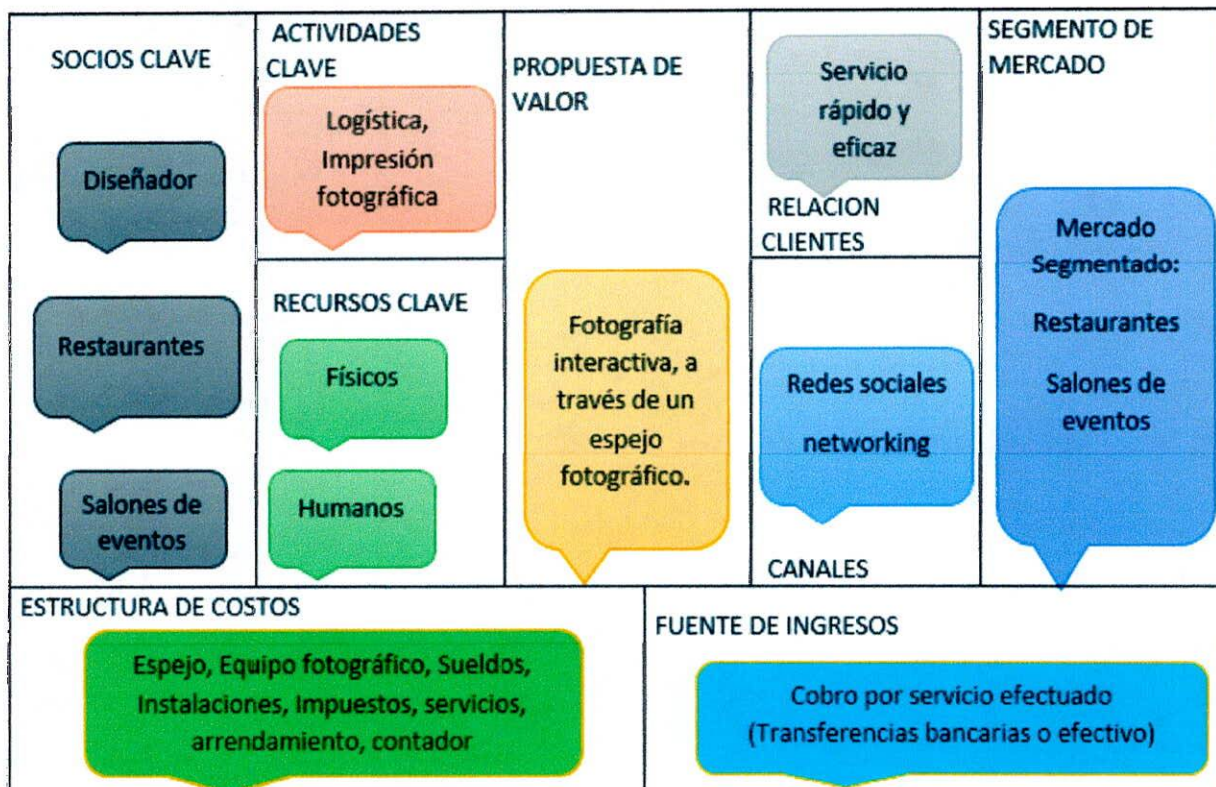 SOCIOS CLAVE
Diseñador
Restaurantes
Salones de
eventos
ACTIVIDADES
CLAVE
Logística,
Impresión
fotográfica
RECURSOS CLAVE
Físicos
Humanos
PROPUESTA DE
VALOR
Fotografía
interactiva, a
través de un
espejo
fotográfico.
Servicio
rápido y
eficaz
RELACION
CLIENTES
Redes sociales
networking
CANALES
SEGMENTO DE
MERCADO
Mercado
Segmentado:
Restaurantes
Salones de
eventos
ESTRUCTURA DE COSTOS
Espejo, Equipo fotográfico, Sueldos,
Instalaciones, Impuestos, servicios,
arrendamiento, contador
FUENTE DE INGRESOS
Cobro por servicio efectuado
(Transferencias bancarias o efectivo)